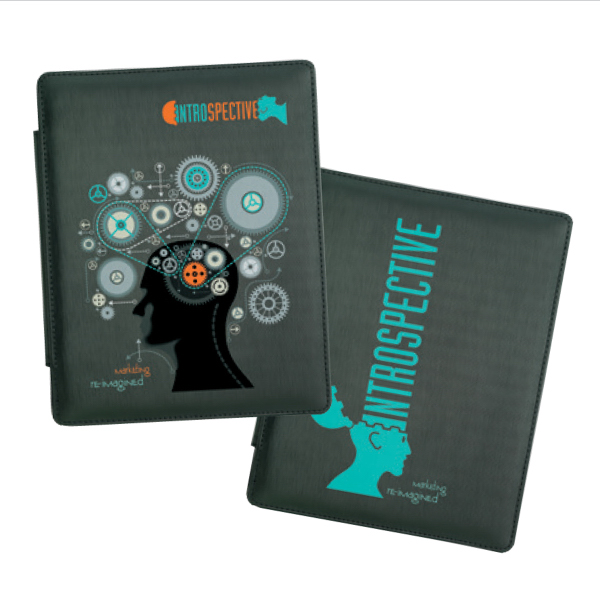 INTROSPECTIVE
Marketing
re-imagined
INTROSPECTIVE
Marketing
re-imagined